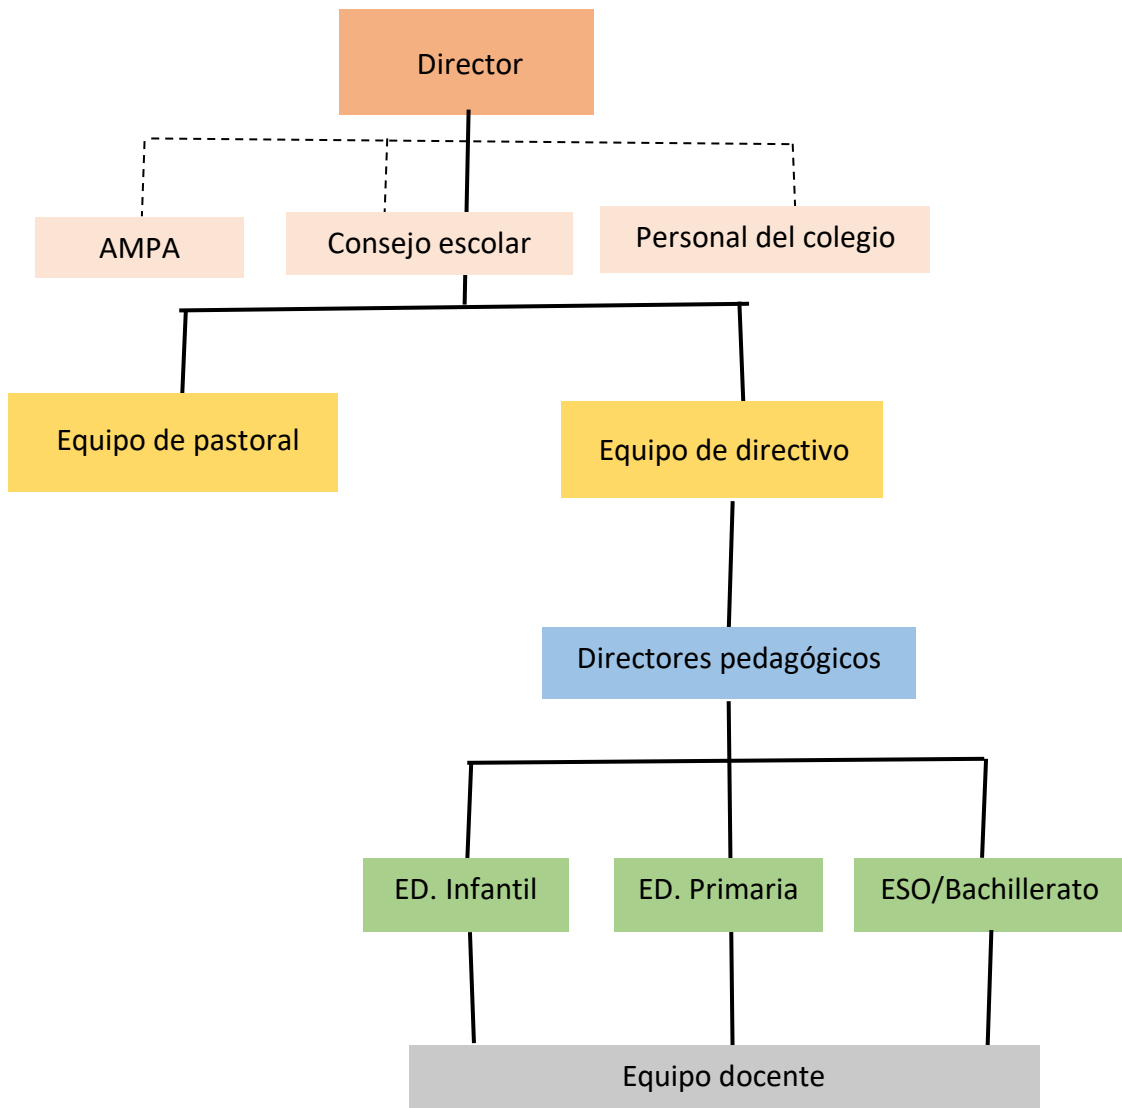 Director
AMPA
Consejo escolar
Personal del colegio
Equipo de pastoral
Equipo de directivo
Directores pedagógicos
ED. Infantil
ED. Primaria
ESO/Bachillerato
Equipo docente